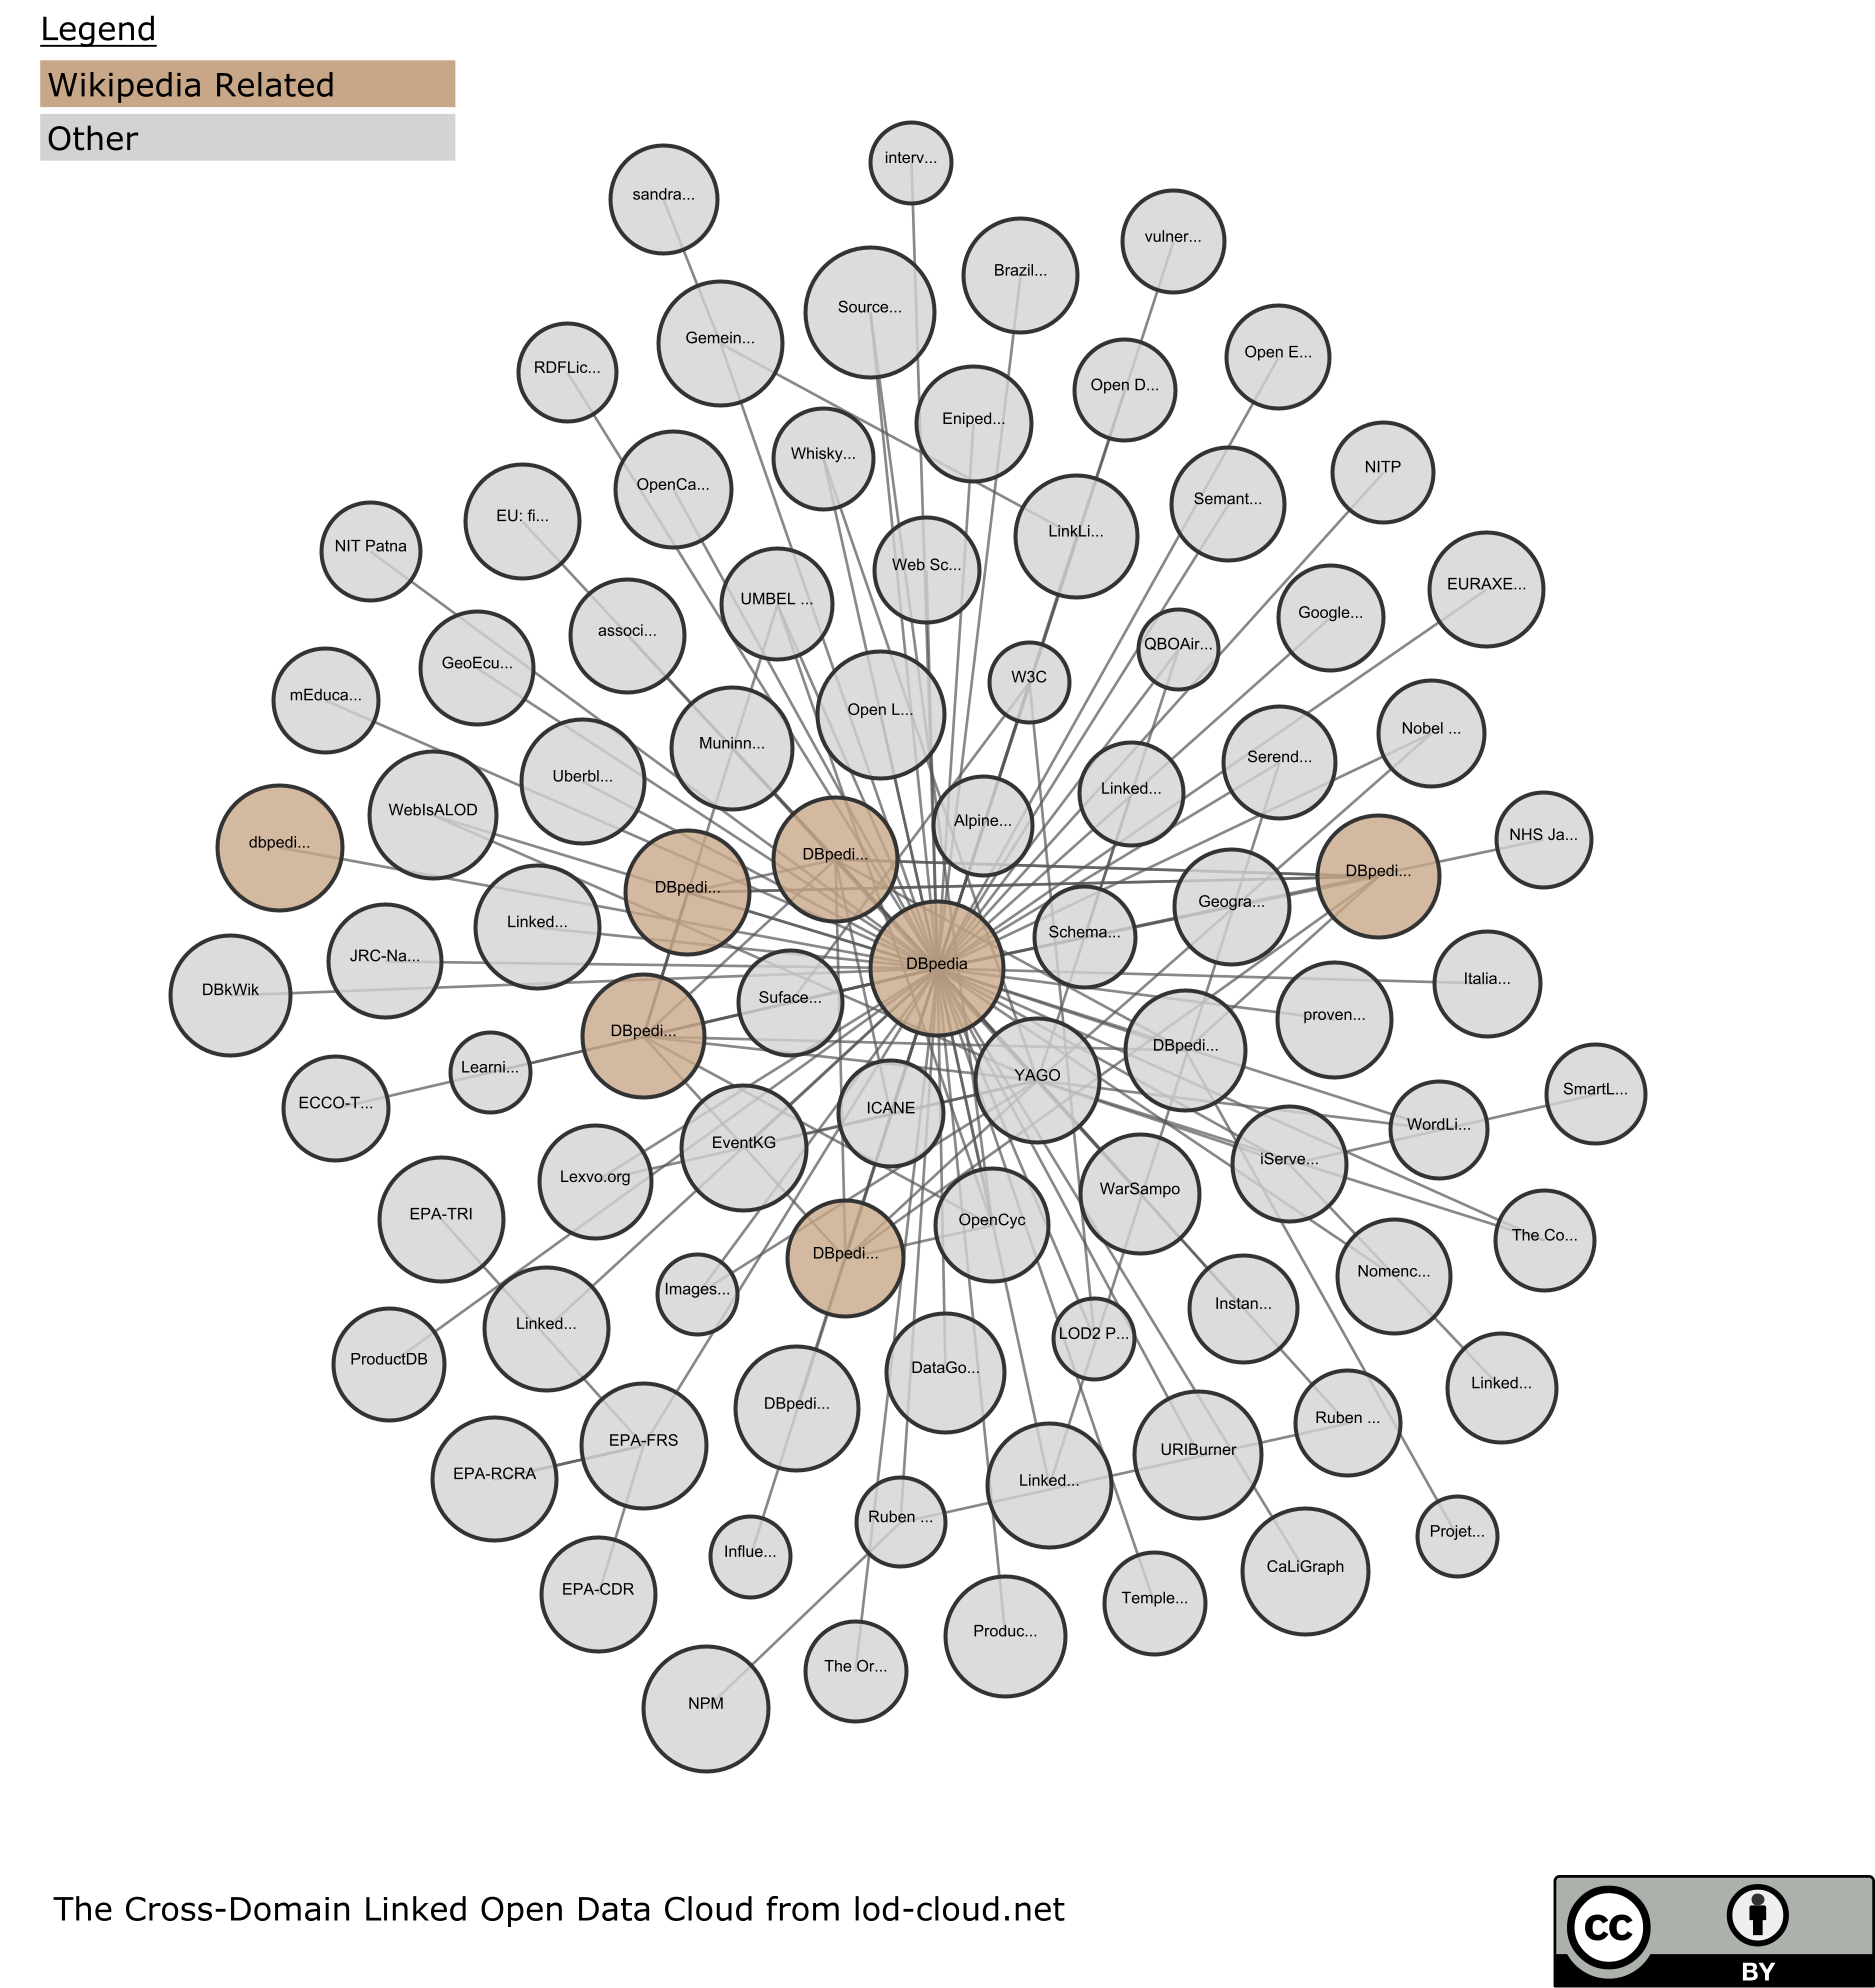 Legend
Wikipedia Related
Other
interv...
sandra...
vulner...
Brazil...
Source...
Gemein...
Open E...
RDFLic...
Open D...
Eniped...
Whisky...
NITP
OpenCa...
Semant...
EU: fi...
LinkLi...
NIT Patna
Web Sc...
EURAXE...
UMBEL ...
Google...
associ...
QBOAir...
GeoEcu...
W3C
mEduca...
Open L...
Nobel ...
Muninn...
Serend...
Uberbl...
Linked...
WebIsALOD
Alpine...
NHS Ja...
dbpedi...
DBpedi...
DBpedi...
DBpedi...
Geogra...
Linked...
Schema...
JRC-Na...
DBpedia
Italia...
DBkWik
Suface...
proven...
DBpedi...
DBpedi...
Learni...
YAGO
SmartL...
ECCO-T...
ICANE
WordLi...
EventKG
iServe...
Lexvo.org
WarSampo
EPA-TRI
OpenCyc
The Co...
DBpedi...
Nomenc...
Images...
Instan...
Linked...
LOD2 P...
ProductDB
DataGo...
Linked...
DBpedi...
Ruben ...
EPA-FRS
URIBurner
EPA-RCRA
Linked...
Ruben ...
Projet...
Influe...
CaLiGraph
EPA-CDR
Temple...
Produc...
The Or...
NPM
The Cross-Domain Linked Open Data Cloud from lod-cloud.net
cc
BY